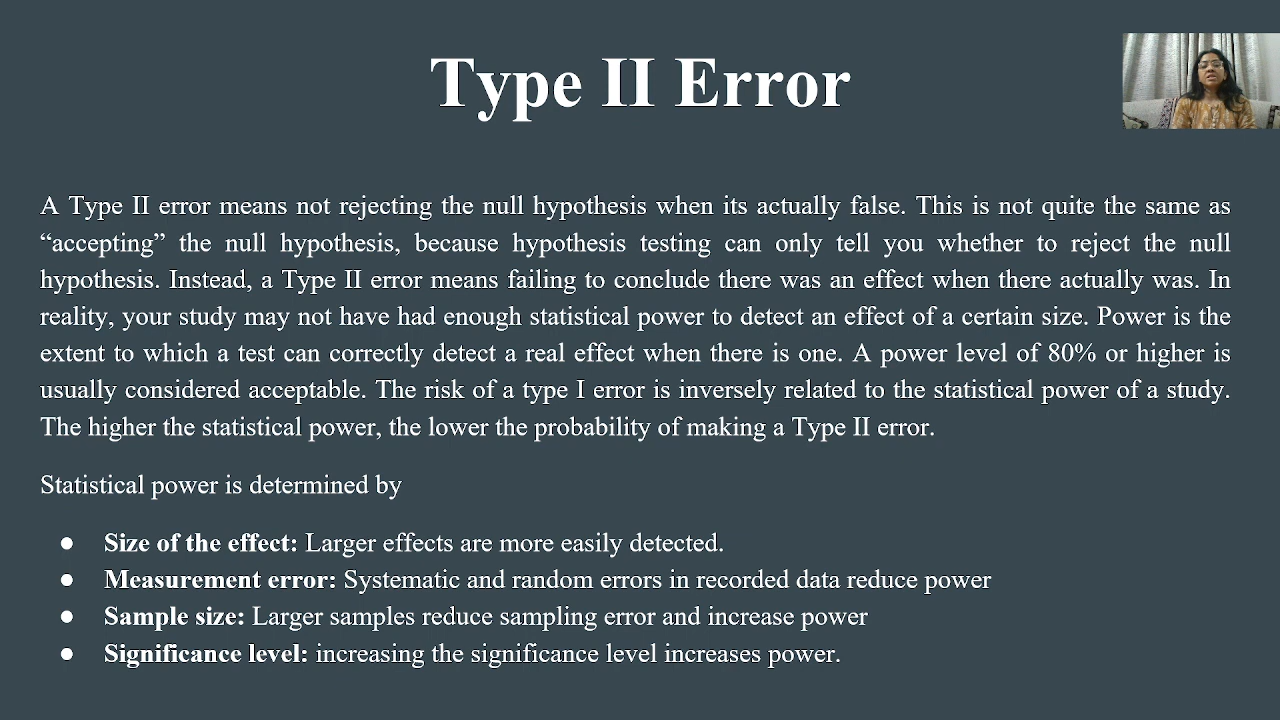 Type II Error
A Type II error means not rejecting the null hypothesis when its actually false. This is not quite the same as
“accepting” the null hypothesis, because hypothesis testing can only tell you whether to reject the null
hypothesis. Instead, a Type II error means failing to conclude there was an effect when there actually was. In
reality, your study may not have had enough statistical power to detect an effect of a certain size. Power is the
extent to which a test can correctly detect a real effect when there is one. A power level of 80% or higher is
usually considered acceptable. The risk of a type I error is inversely related to the statistical power of a study.
The higher the statistical power, the lower the probability of making a Type II error.
Statistical power is determined by
● Size of the effect: Larger effects are more easily detected.
● Measurement error: Systematic and random errors in recorded data reduce power
● Sample size: Larger samples reduce sampling error and increase power
● Significance level: increasing the significance level increases power.